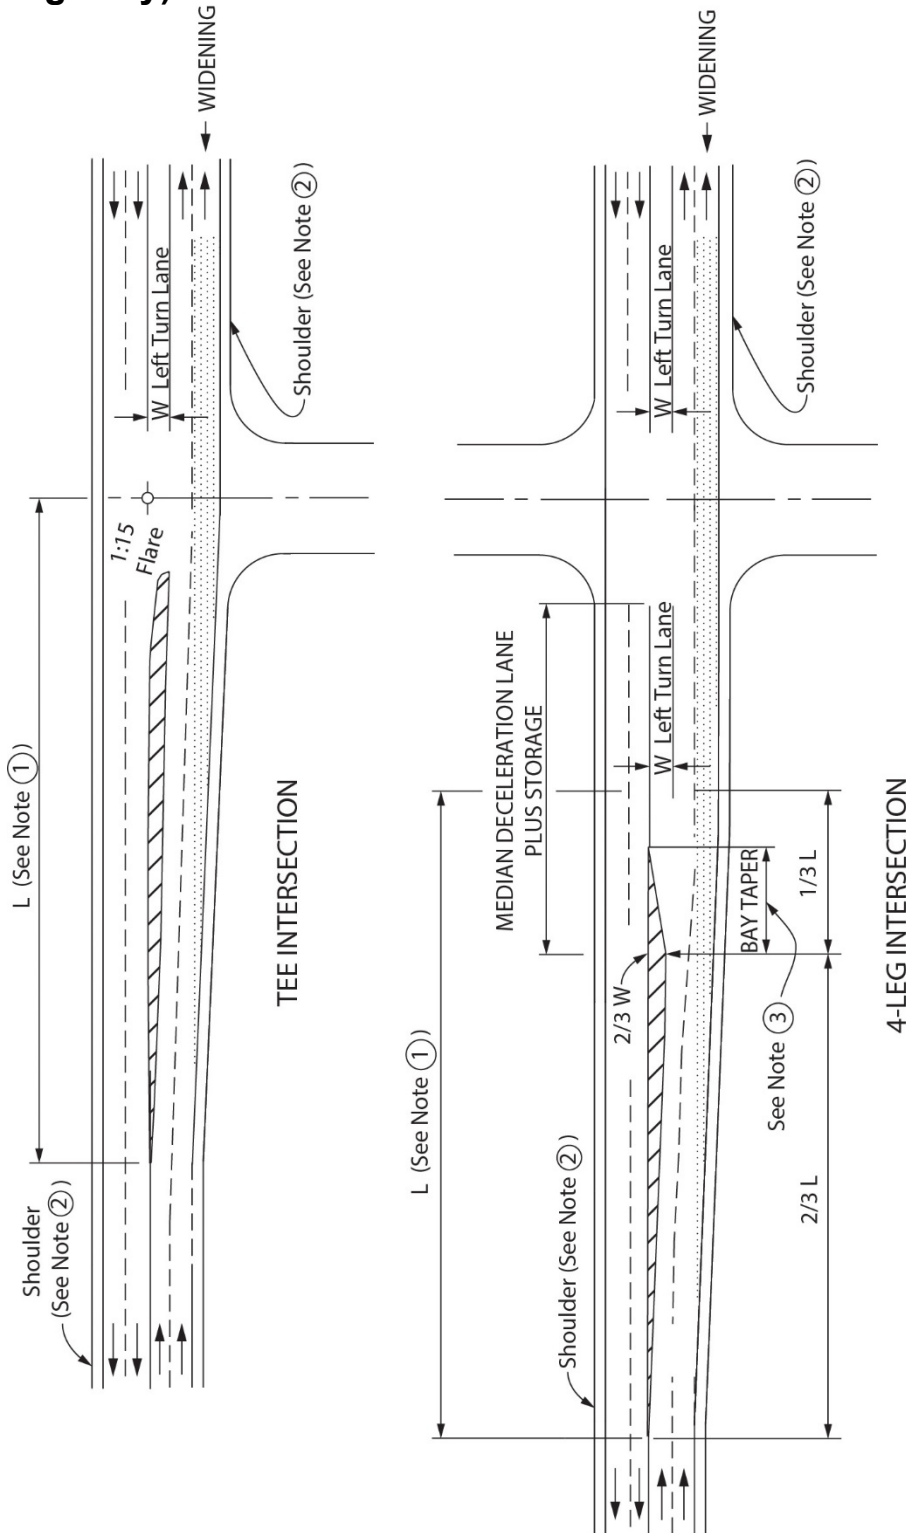 WIDENING
Shoulder (See Note ②)
W Left Turn Lane
1:15
Flare
L (See Note ①)
TEE INTERSECTION
Shoulder
(See Note ②)
WIDENING
Shoulder (See Note ②)
W Left Turn Lane
MEDIAN DECELERATION LANE
PLUS STORAGE
W Left Turn Lane
BAY TAPER
1/3 L
2/3 W
See Note ③
L (See Note ①)
2/3 L
Shoulder (See Note ②)
4-LEG INTERSECTION